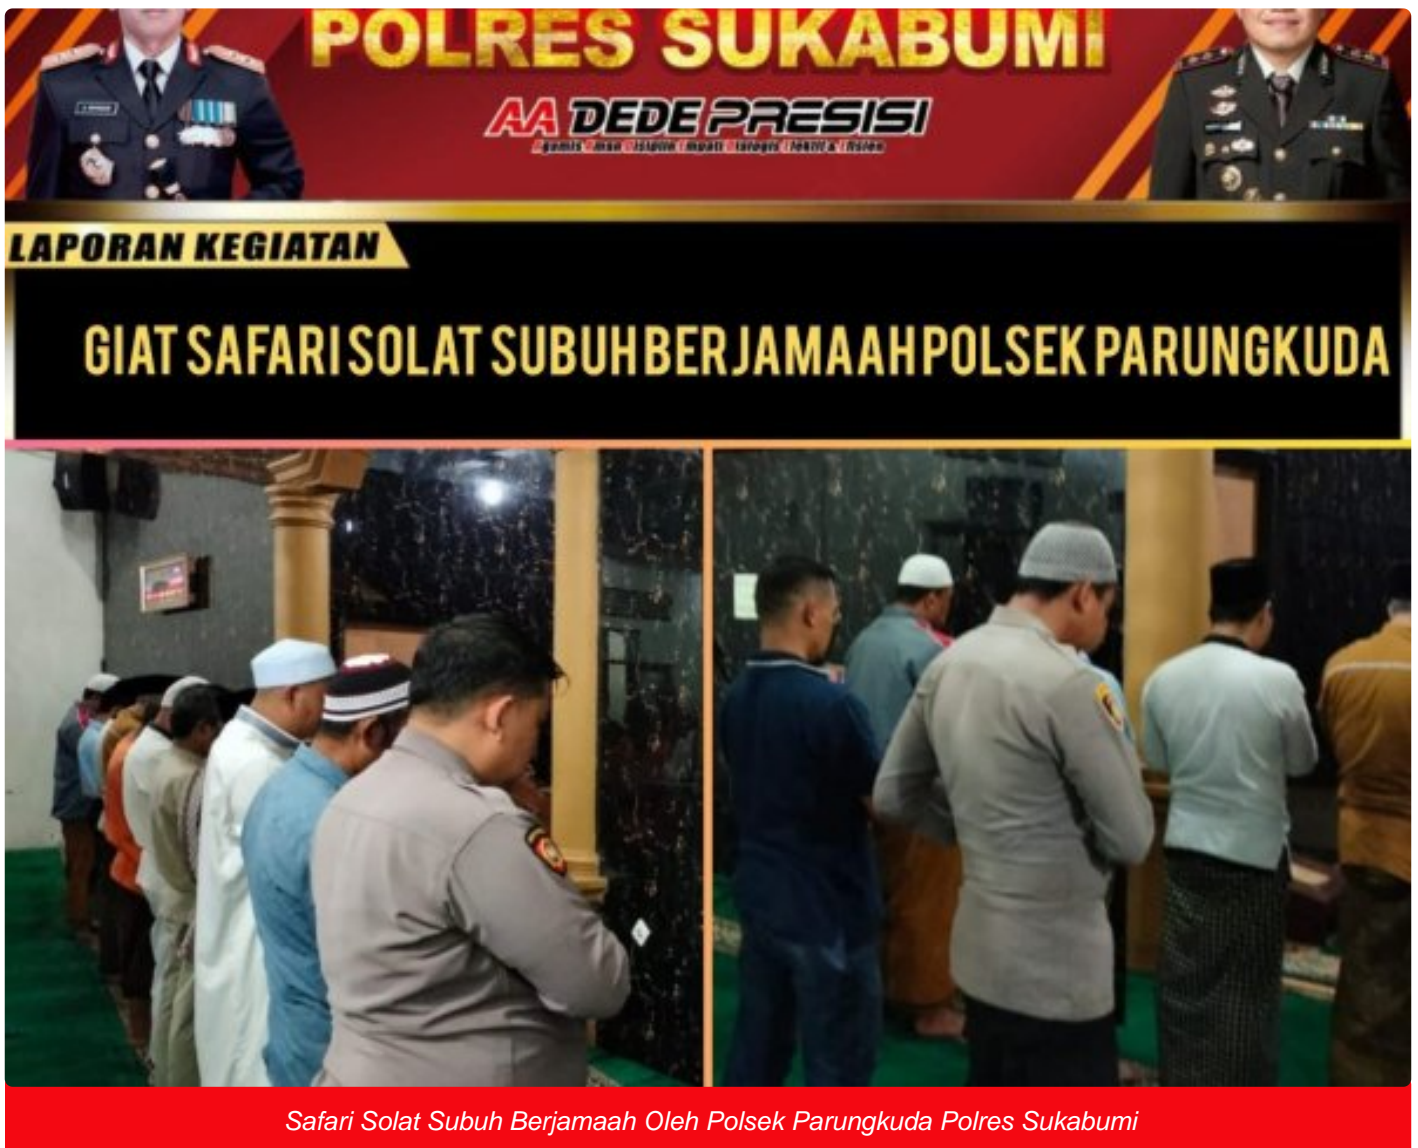 POLRES SUKABUMI
AA DEDE PRESISI
LAPORAN KEGIATAN
GIAT SAFARI SOLAT SUBUH BERJAMAAH POLSEK PARUNGKUDA
Safari Solat Subuh Berjamaah Oleh Polsek Parungkuda Polres Sukabumi